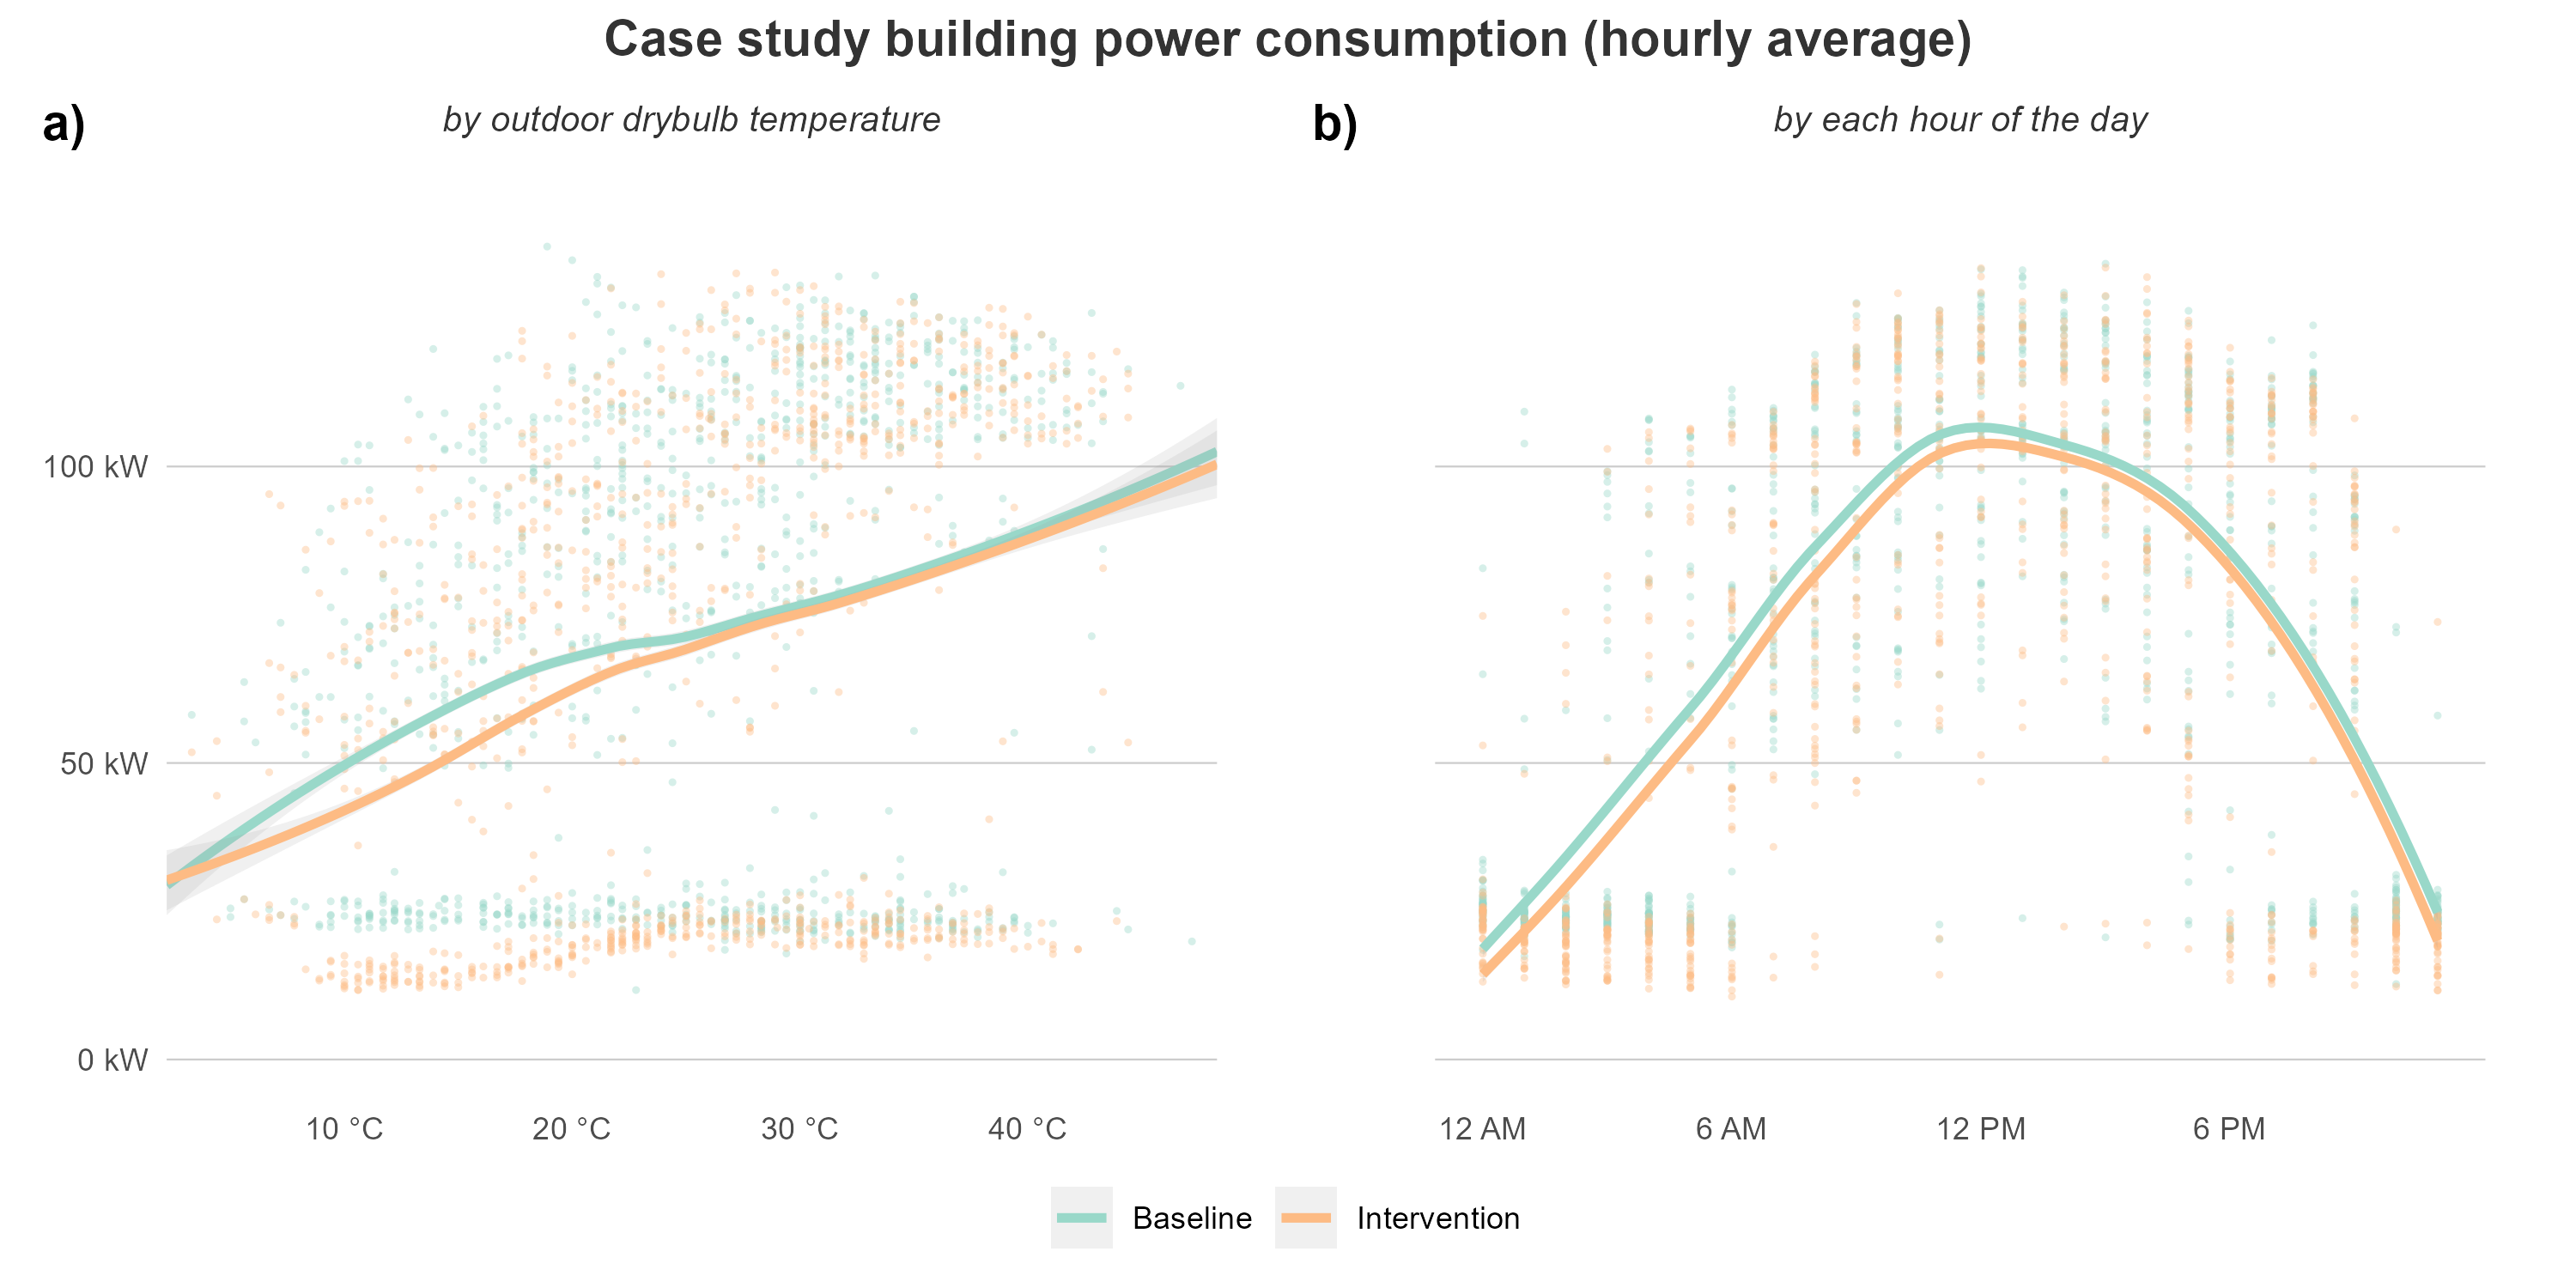 Case study building power consumption (hourly average)
a)
by outdoor drybulb temperature
100 kW
50 kW
0 kW
10 °C 20 °C 30 °C 40 °C
b)
by each hour of the day
12 AM 6 AM 12 PM 6 PM
Baseline Intervention